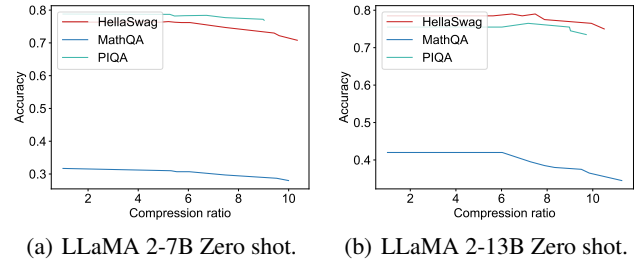 0.8
0.7
0.6
0.5
0.4
0.3
Accuracy
HellaSwag
MathQA
PIQA
2 4 6 8 10
Compression ratio
(a) LLaMA 2-7B Zero shot.
0.8
0.7
0.6
0.5
0.4
Accuracy
HellaSwag
MathQA
PIQA
2 4 6 8 10
Compression ratio
(b) LLaMA 2-13B Zero shot.